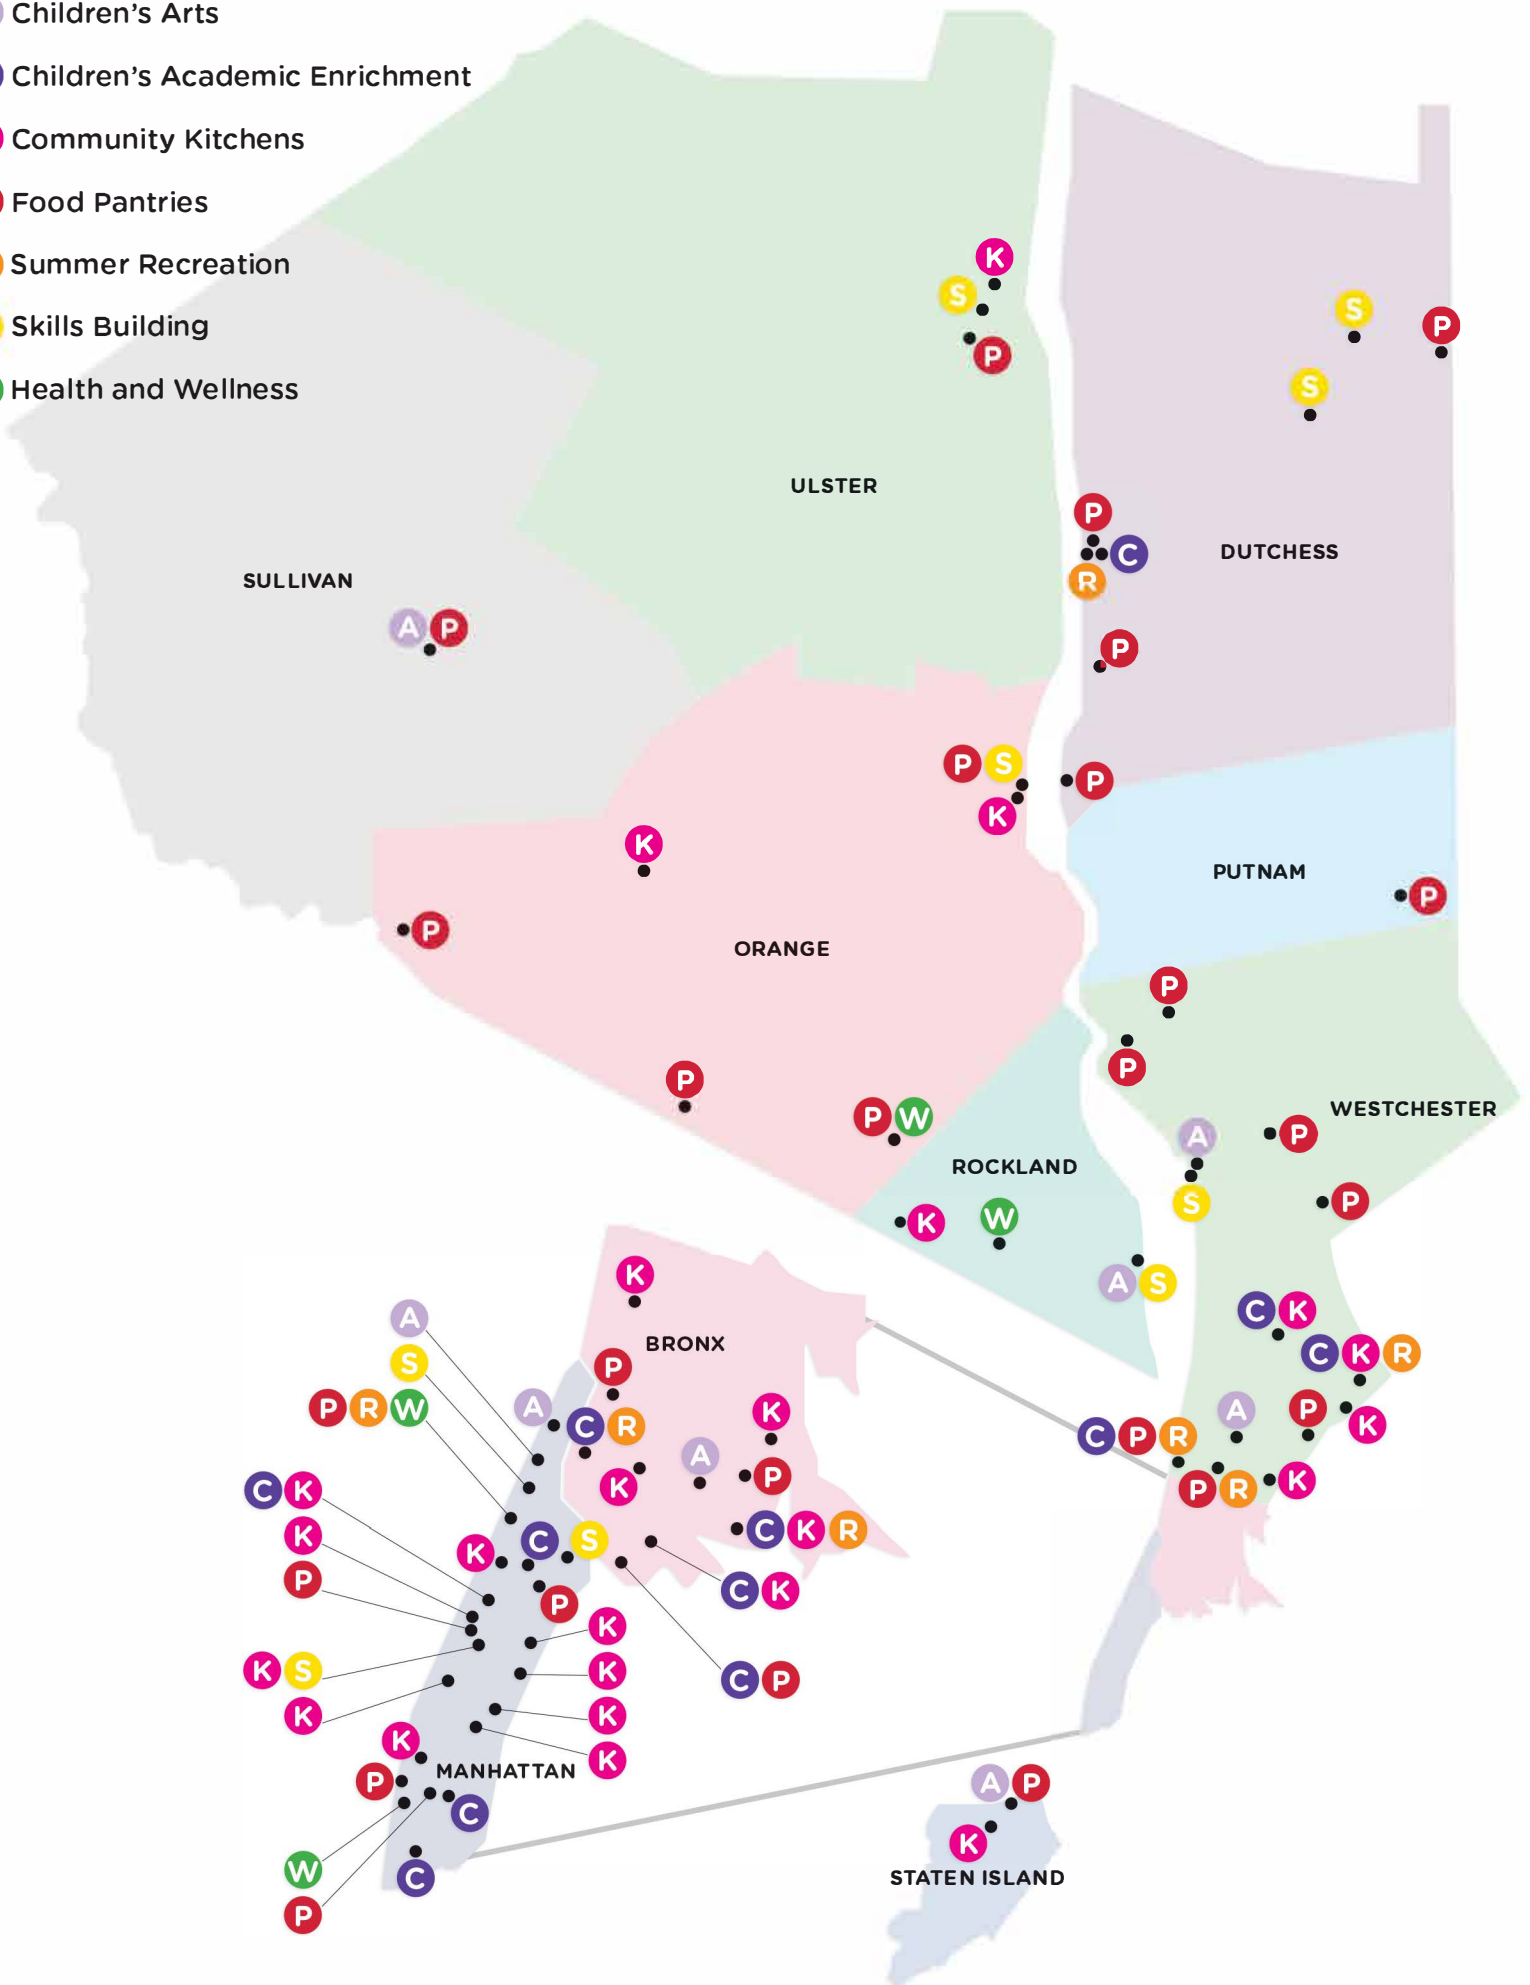 Children's Arts
Children's Academic Enrichment
Community Kitchens
Food Pantries
Summer Recreation
Skills Building
Health and Wellness
K
S
P
S
P
S
ULSTER
P
C
R
DUTCHESS
SULLIVAN
A P
P
P S
K
P
K
PUTNAM
P
P
ORANGE
P
P
P
P W
WESTCHESTER
A
P
S
P
ROCKLAND
K
W
A S
K
BRONX
A
S
P R W
P
A
C R
K
A
K
P
C K R
C K
C K R
A
P
K
C P R
P R
K
C K
K
P
K
C
S
P
C K
C P
K S
K
K
K
K
K
K
P
MANHATTAN
C
W
P
C
A P
K
STATEN ISLAND